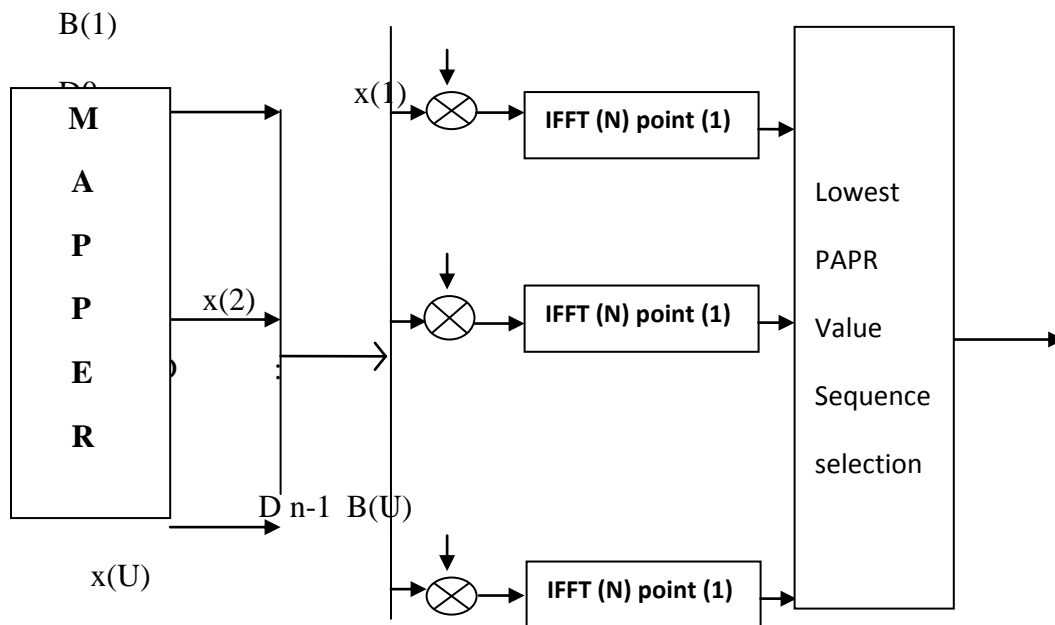 B(1)
x(1)
M
A
P
P
E
R
x(2)
:
D n-1 B(U)
x(U)
IFFT (N) point (1)
IFFT (N) point (1)
IFFT (N) point (1)
Lowest
PAPR
Value
Sequence
selection